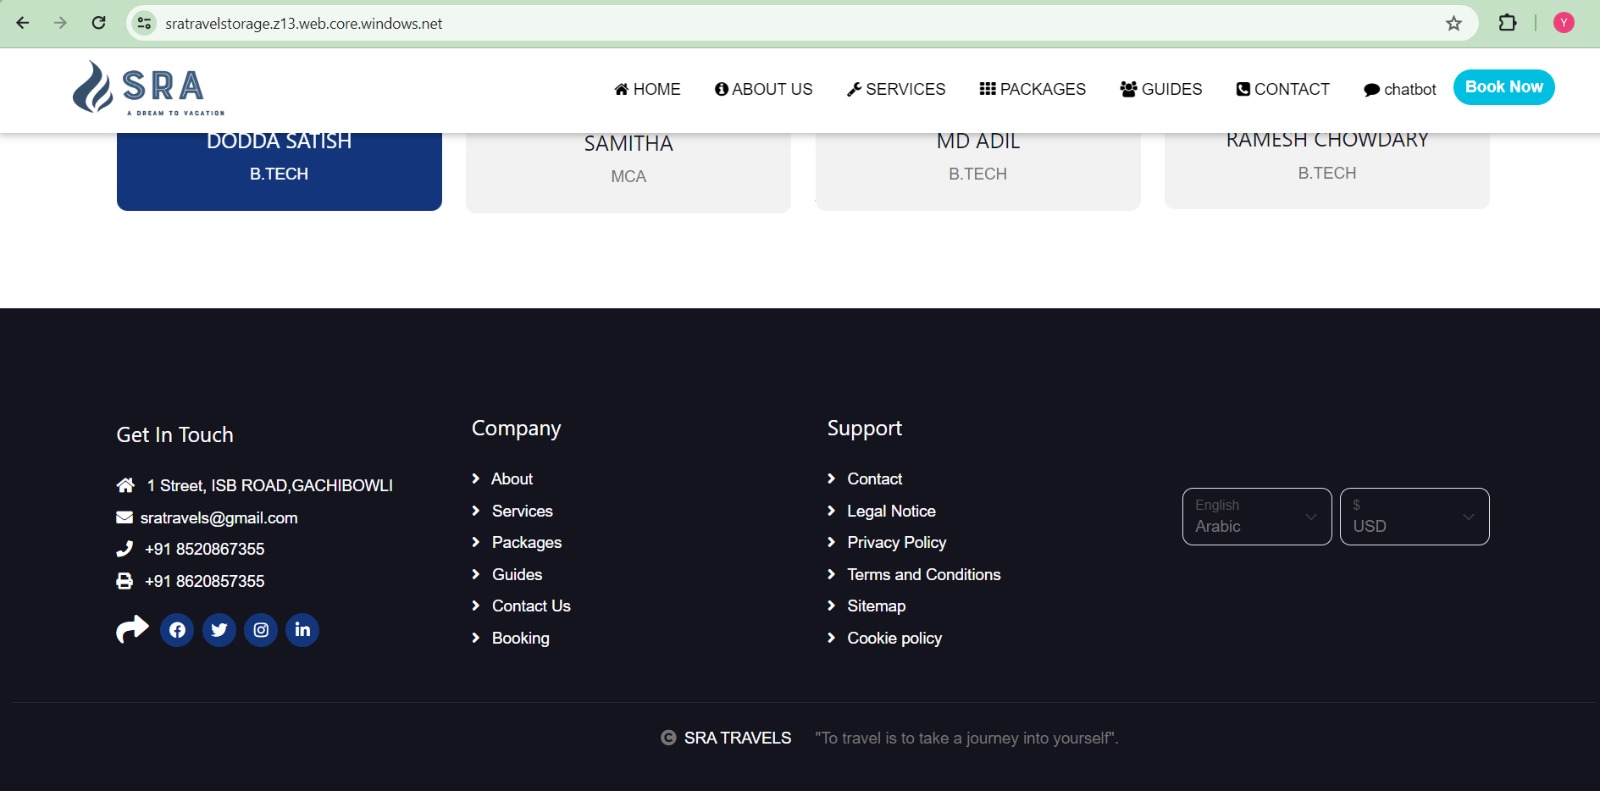 sratravelstorage.z13.web.core.windows.net
Y
SRA
A DREAM TO VACATION
HOME
ABOUT US
SERVICES
PACKAGES
GUIDES
CONTACT
chatbot
Book Now
DODDA SATISH
B.TECH
SAMITHA
MCA
MD ADIL
B.TECH
RAMESH CHOWDARY
B.TECH
Get In Touch
1 Street, ISB ROAD,GACHIBOWLI
sratravels@gmail.com
+91 8520867355
+91 8620857355
Company
About
Services
Packages
Guides
Contact Us
Booking
Support
Contact
Legal Notice
Privacy Policy
Terms and Conditions
Sitemap
Cookie policy
English
Arabic
$
USD
© SRA TRAVELS "To travel is to take a journey into yourself".